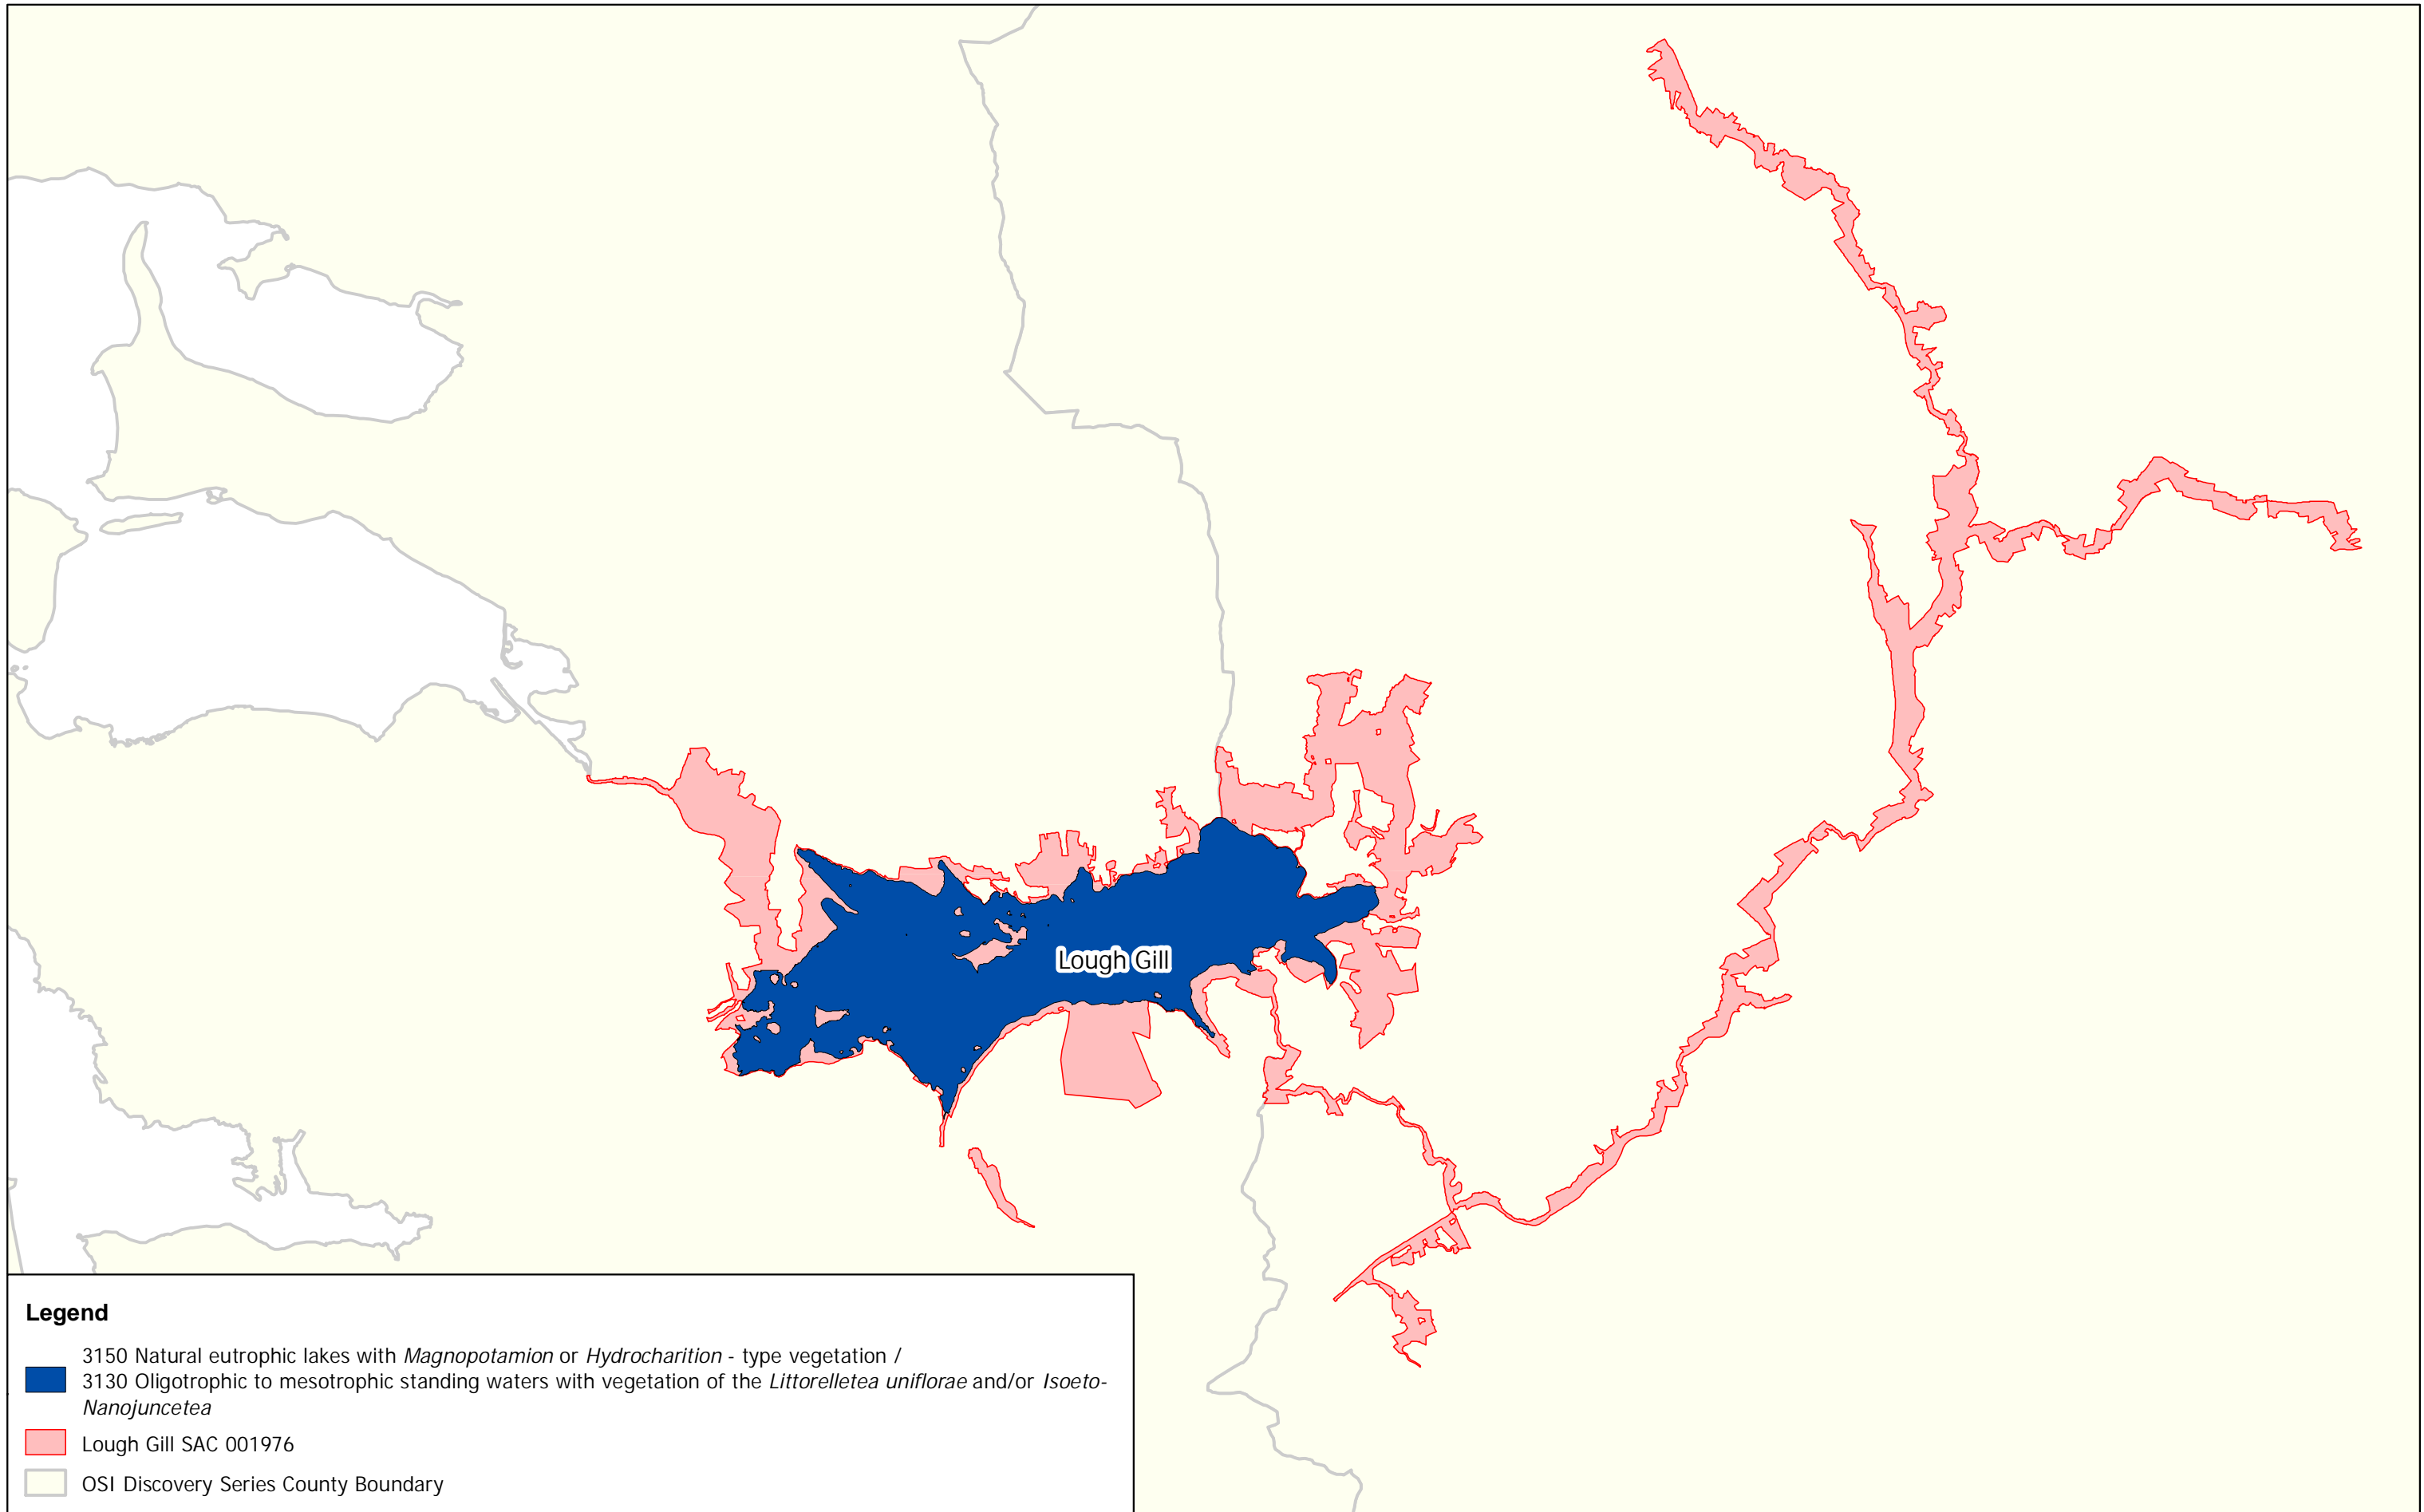 Lough Gill
Legend
3150 Natural eutrophic lakes with Magnopotamion or Hydrocharition - type vegetation /
3130 Oligotrophic to mesotrophic standing waters with vegetation of the Littorelletea uniflorae and/or Isoeto-
Nanojuncetea
Lough Gill SAC 001976
OSI Discovery Series County Boundary